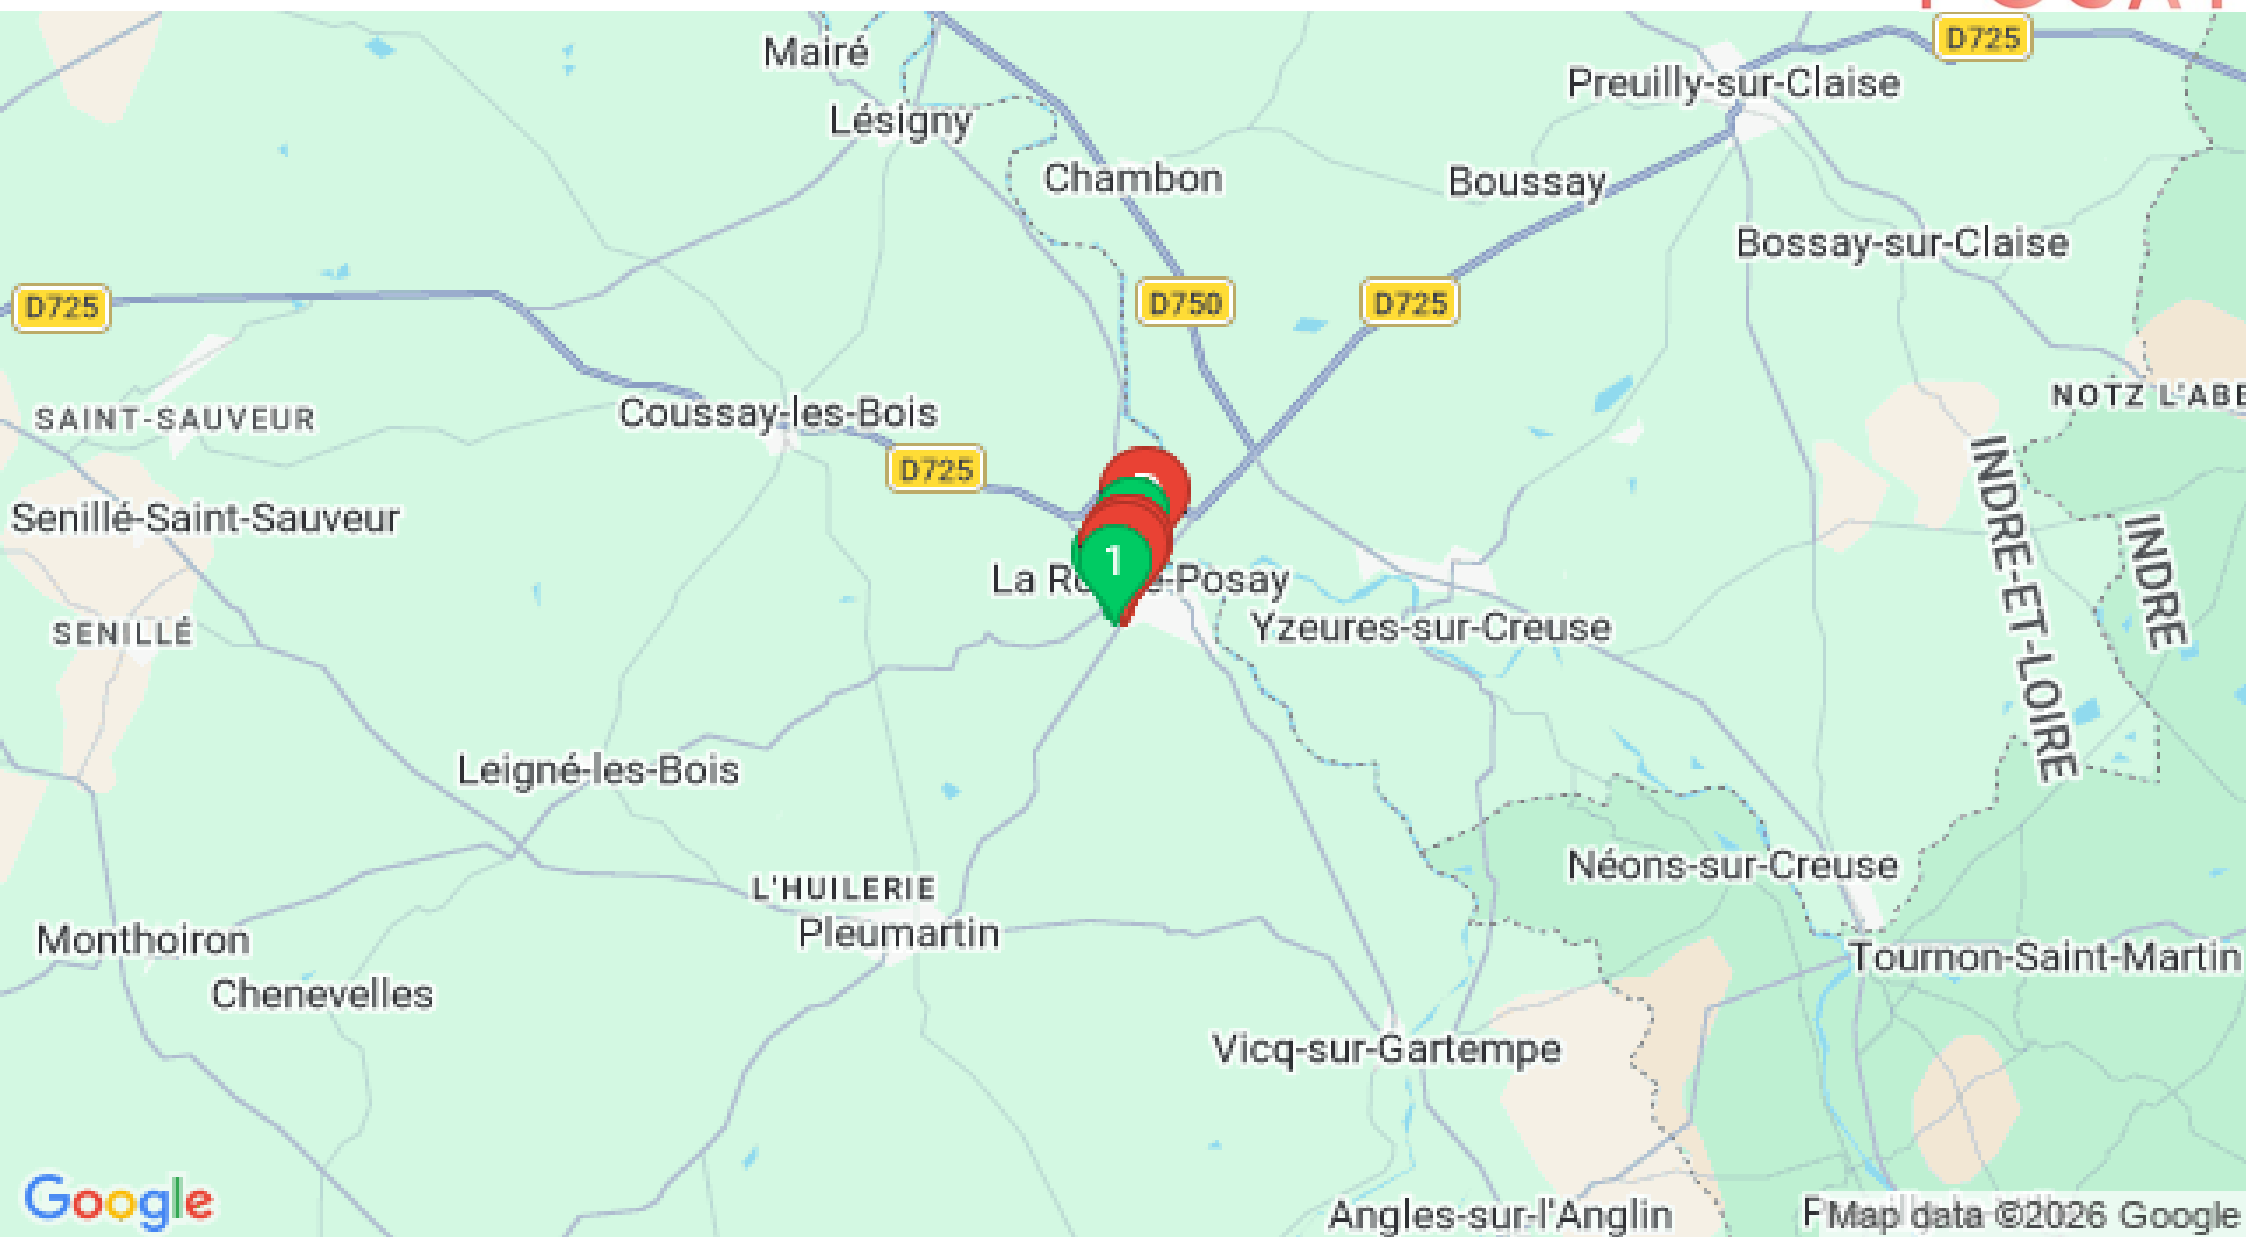 Mairé
D725
Preuilly-sur-Claise
Lésigny
Chambon
Boussay
Bossay-sur-Claise
D725
D750
D725
NOTZ L'ABE
SAINT-SAUVEUR
Coussay-les-Bois
D725
Senillé-Saint-Sauveur
INDRE-ET-LOIRE
INDRE
1
La Roche-Posay
Yzeures-sur-Creuse
SENILLÉ
Leigné-les-Bois
Néons-sur-Creuse
L'HUILERIE
Pleumartin
Monthoiron
Tournon-Saint-Martin
Chenevelles
Vicq-sur-Gartempe
Google
Angles-sur-l'Anglin
Map data ©2026 Google